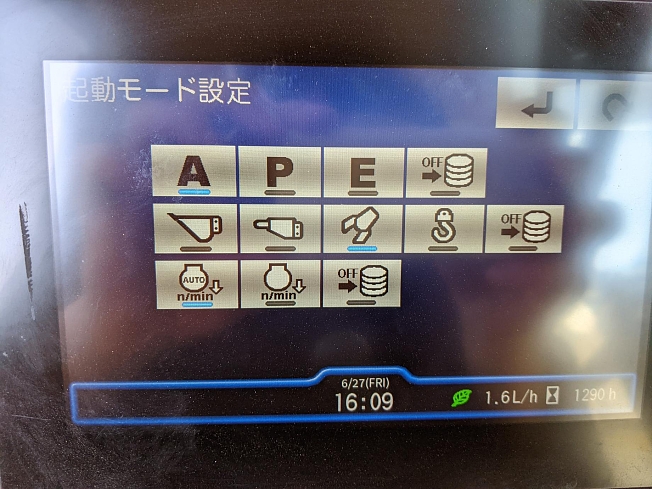 起動モード設定
A P E OFF
OFF
AUTO n/min n/min OFF
6/27(FRI)
16:09 1.6L/h 1290h